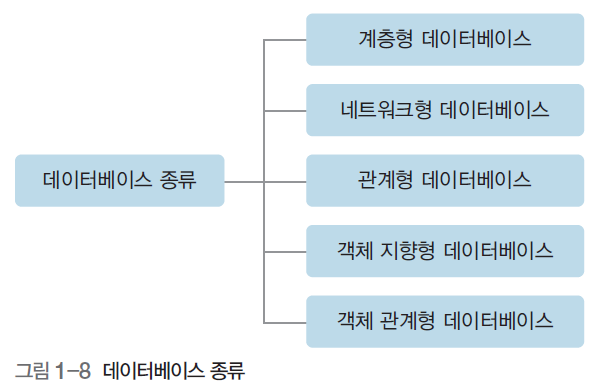 계층형 데이터베이스
네트워크형 데이터베이스
데이터베이스 종류
관계형 데이터베이스
객체 지향형 데이터베이스
객체 관계형 데이터베이스
그림 1-8 데이터베이스 종류